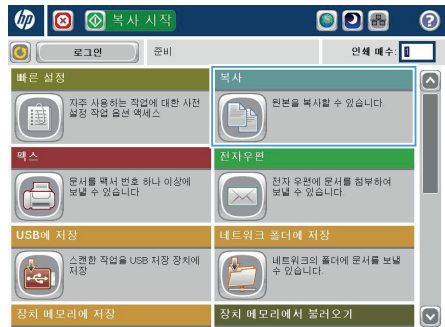 hp
복사 시작
?
로그인
준비
인쇄 매수: 1
빠른 설정
자주 사용하는 작업에 대한 사전
설정 작업 옵션 액세스
복사
원본을 복사할 수 있습니다.
팩스
문서를 팩서 번호 하나 이상에
보낼 수 있습니다
전자우편
전자 우편에 문서를 첨부하여
보낼 수 있습니다.
USB에 저장
스캔한 작업을 USB 저장 장치에
저장
네트워크 폴더에 저장
네트워크의 폴더에 문서를 보낼
수 있습니다.
장치 메모리에 저장
장치 메모리에서 불러오기